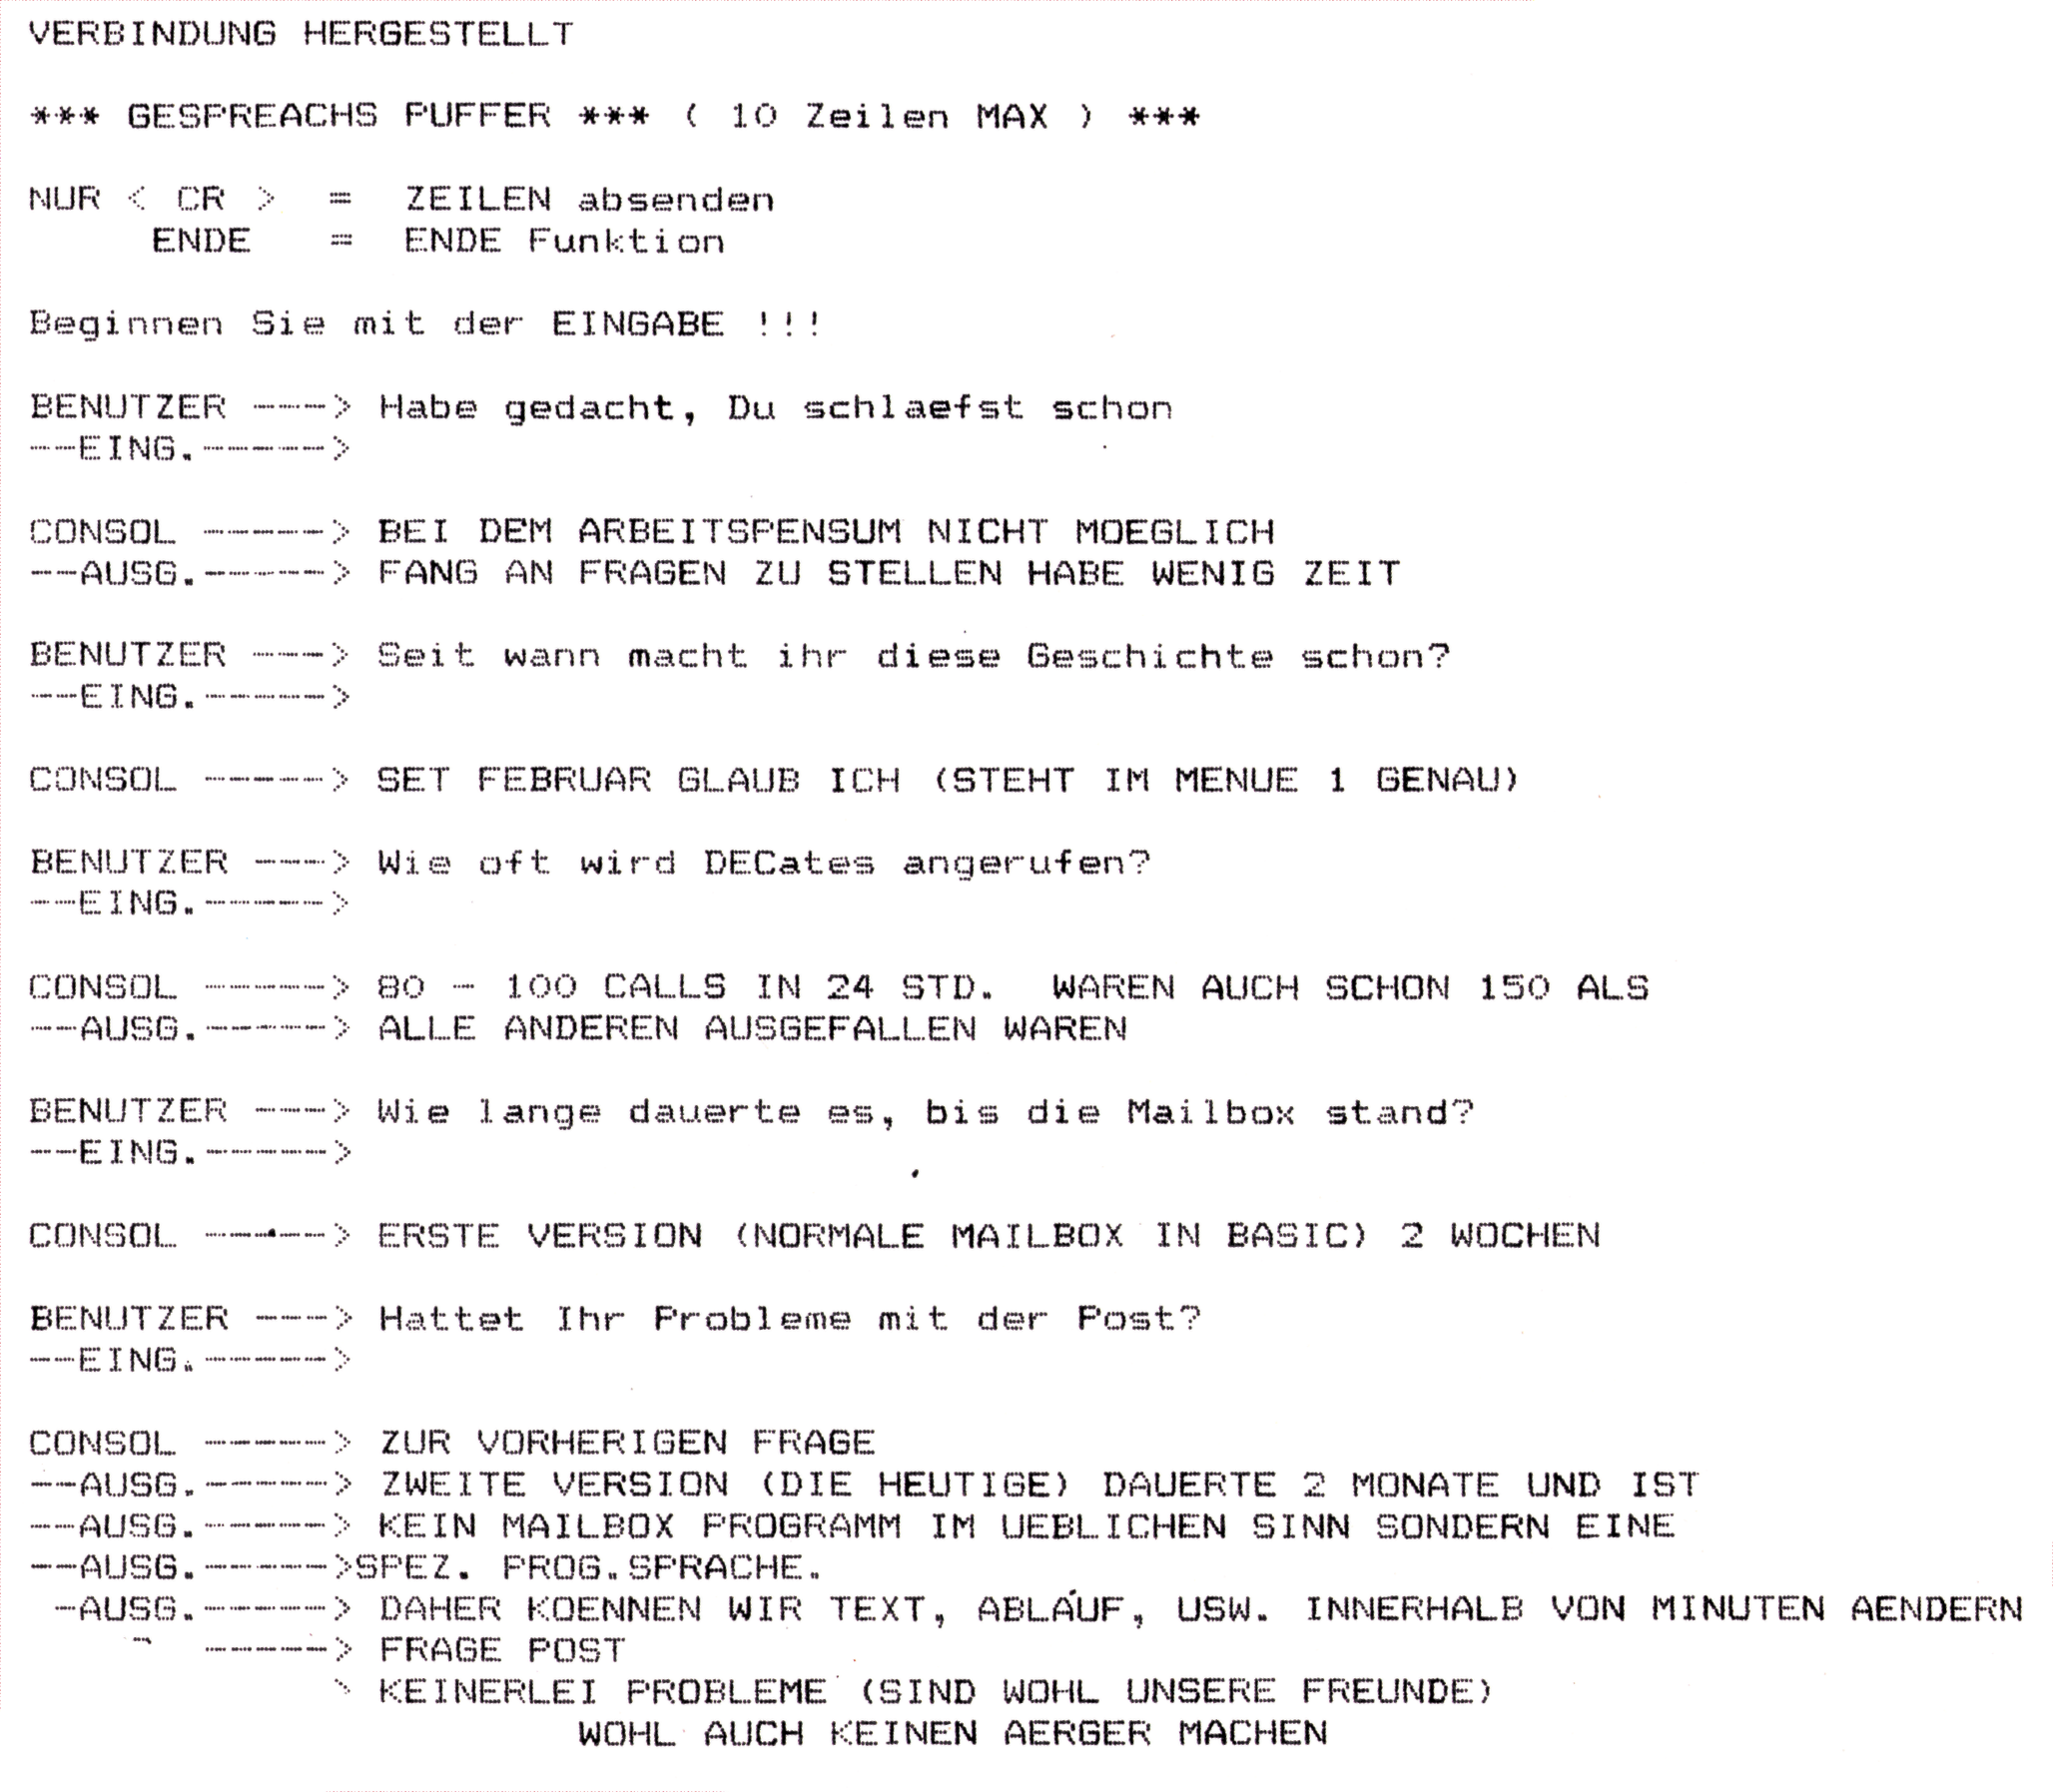 VERBINDUNG HERGESTELLT
*** GESPREACHS PUFFER *** ( 10 Zeilen MAX ) ***
NUR < CR > = ZEILEN absenden
ENDE = ENDE Funktion
Beginnen Sie mit der EINGABE !!!
BENUTZER ---> Habe gedacht, Du schlaefst schon
--EING.----->
CONSOL -----> BEI DEM ARBEITSPENSUM NICHT MOEGLICH
--AUSG.-----> FANG AN FRAGEN ZU STELLEN HABE WENIG ZEIT
BENUTZER ---> Seit wann macht ihr diese Geschichte schon?
--EING.----->
CONSOL -----> SET FEBRUAR GLAUB ICH (STEHT IM MENUE 1 GENAU)
BENUTZER ---> Wie oft wird DECates angerufen?
--EING.----->
CONSOL -----> 80 - 100 CALLS IN 24 STD.  WAREN AUCH SCHON 150 ALS
--AUSG.-----> ALLE ANDEREN AUSGEFALLEN WAREN
BENUTZER ---> Wie lange dauerte es, bis die Mailbox stand?
--EING.----->
CONSOL -----> ERSTE VERSION (NORMALE MAILBOX IN BASIC) 2 WOCHEN
BENUTZER ---> Hattet Ihr Probleme mit der Post?
--EING.----->
CONSOL -----> ZUR VORHERIGEN FRAGE
--AUSG.-----> ZWEITE VERSION (DIE HEUTIGE) DAUERTE 2 MONATE UND IST
--AUSG.-----> KEIN MAILBOX PROGRAMM IM UEBLICHEN SINN SONDERN EINE
--AUSG.----->SPEZ. PROG.SPRACHE.
-AUSG.-----> DAHER KOENNEN WIR TEXT, ABLAUF, USW. INNERHALB VON MINUTEN AENDERN
-----> FRAGE POST
KEINERLEI PROBLEME (SIND WOHL UNSERE FREUNDE)
WOHL AUCH KEINEN AERGER MACHEN